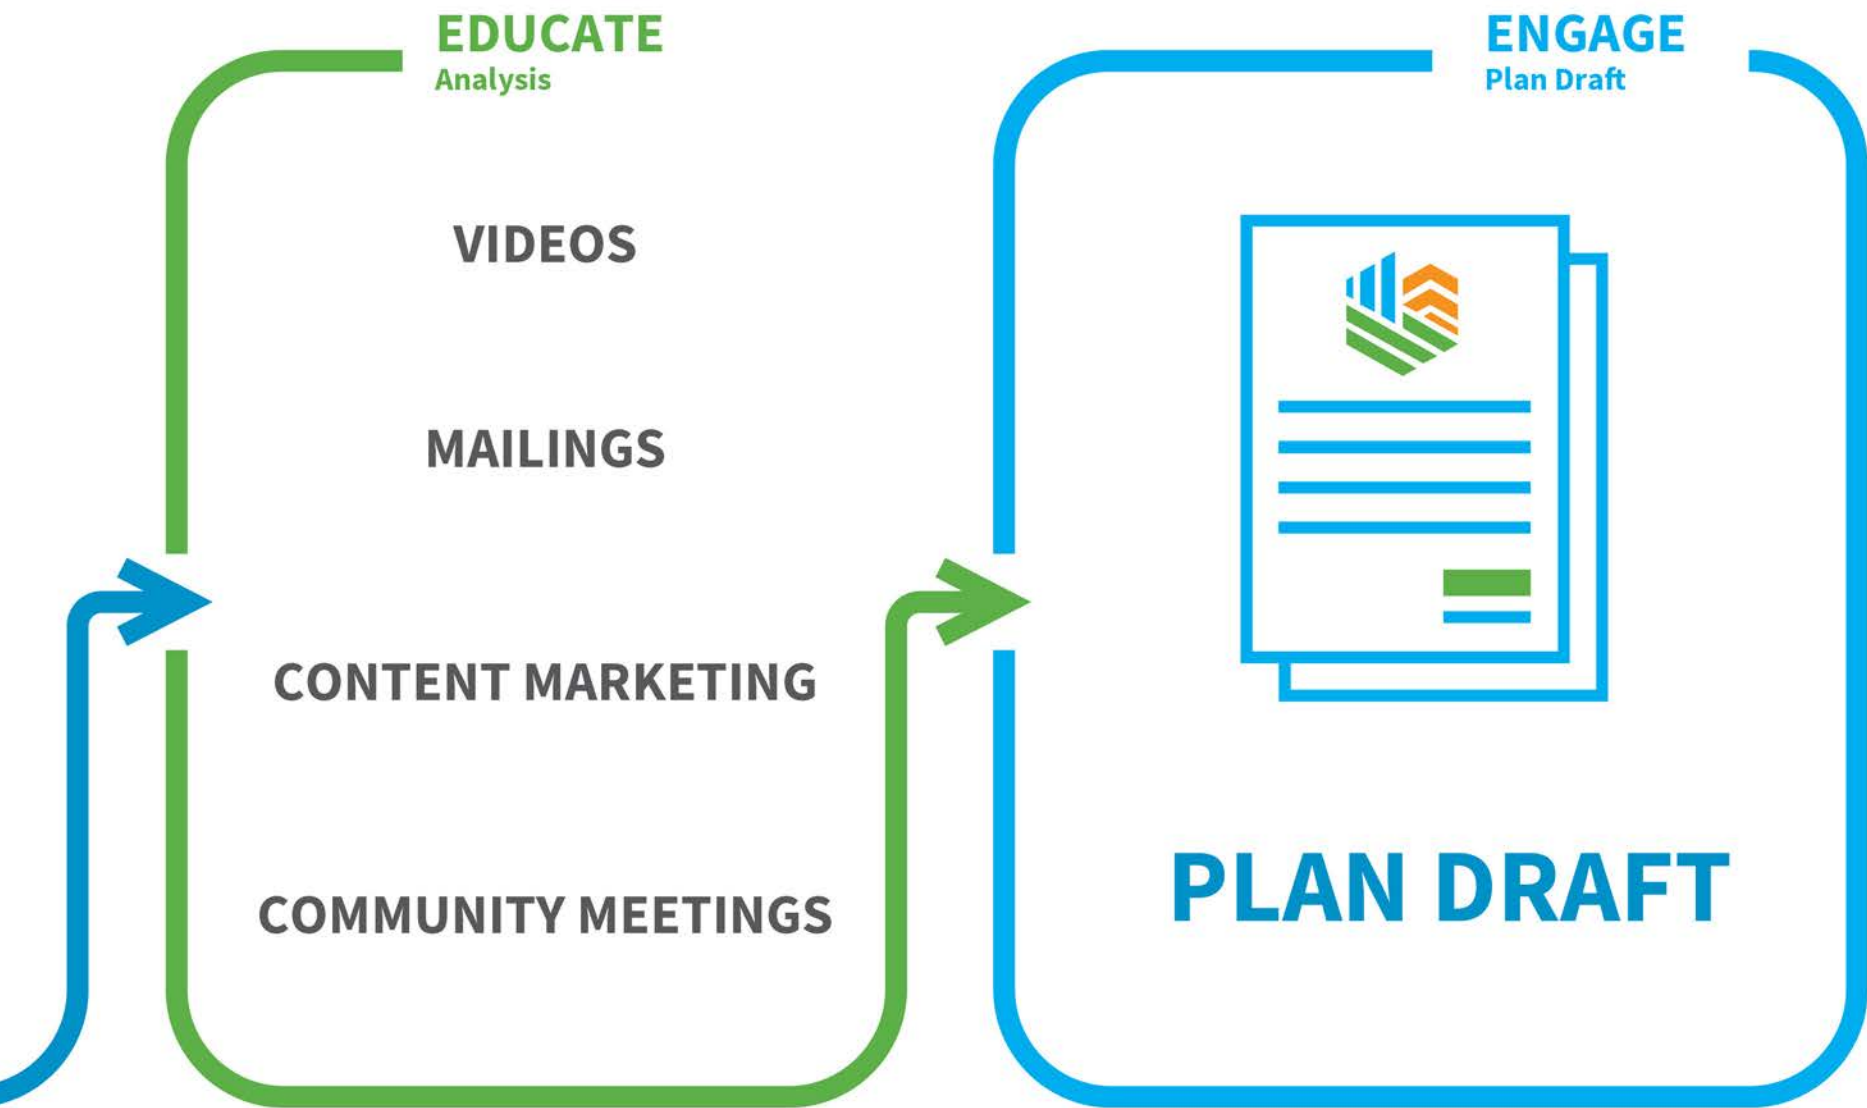 EDUCATE
Analysis
VIDEOS
MAILINGS
CONTENT MARKETING
COMMUNITY MEETINGS
ENGAGE
Plan Draft
PLAN DRAFT